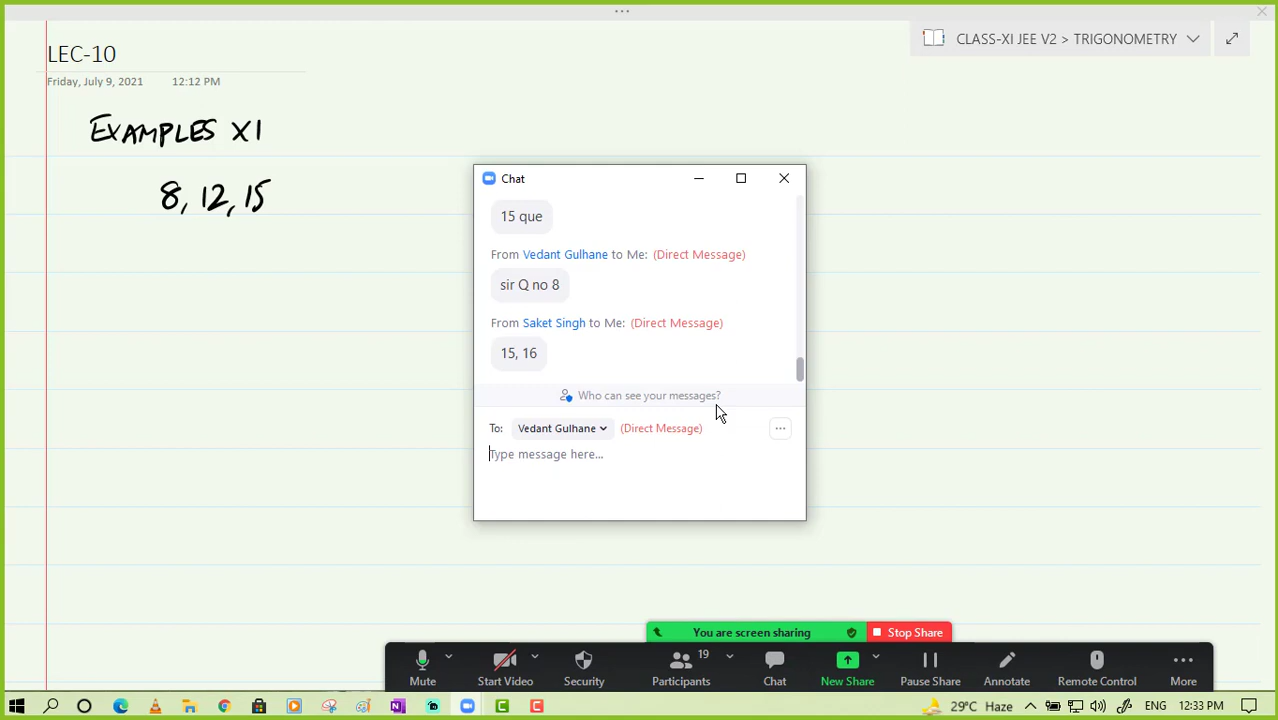 LEC-10
Friday, July 9, 2021 12:12 PM
CLASS-XI JEE V2 > TRIGONOMETRY
EXAMPLES XI
8, 12, 15
Chat
15 que
From Vedant Gulhane to Me: (Direct Message)
sir Q no 8
From Saket Singh to Me: (Direct Message)
15, 16
Who can see your messages?
To: Vedant Gulhane (Direct Message)
Type message here...
You are screen sharing Stop Share
Mute Start Video Security Participants 19 Chat New Share Pause Share Annotate Remote Control More
29°C Haze ENG 12:33 PM